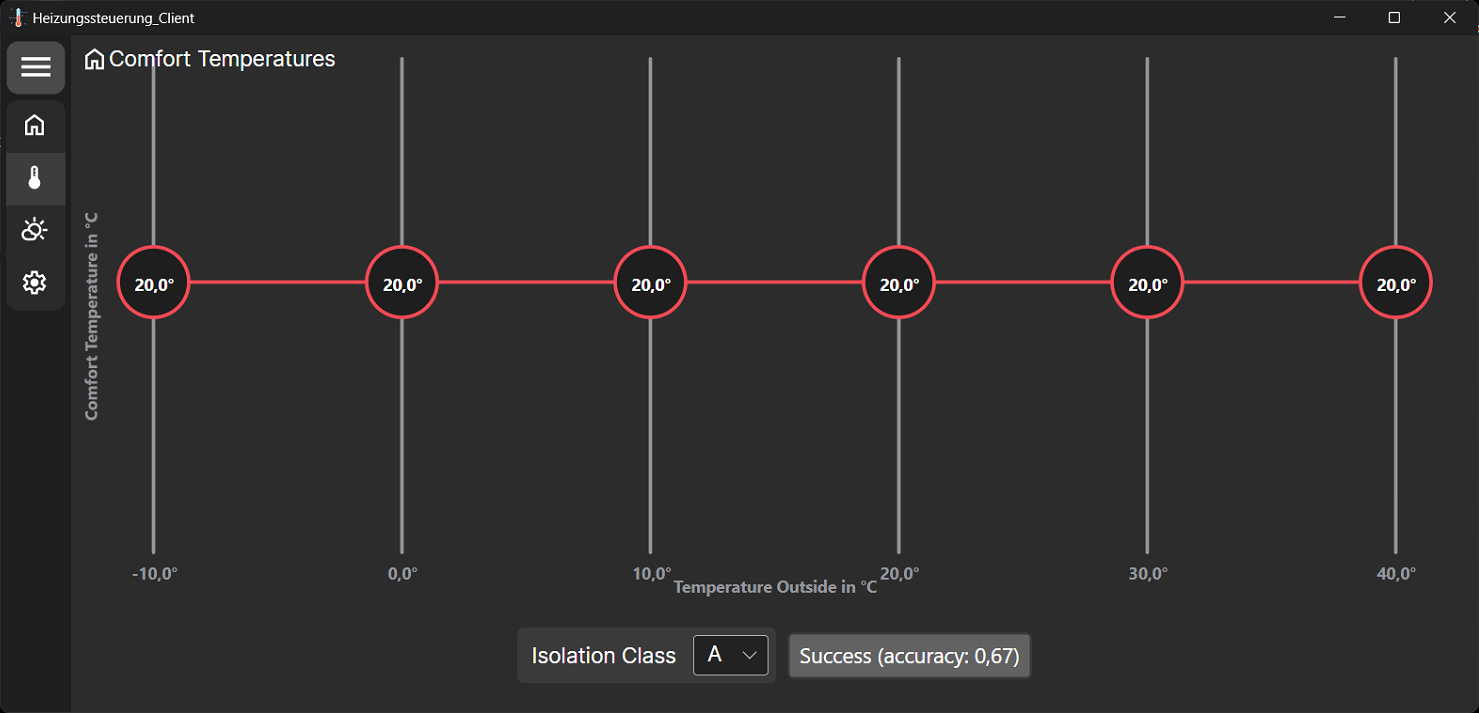 Heizungssteuerung_Client
Comfort Temperatures
Comfort Temperature in °C
20,0° 20,0° 20,0° 20,0° 20,0° 20,0°
-10,0° 0,0° 10,0° 20,0° 30,0° 40,0°
Temperature Outside in °C
Isolation Class A Success (accuracy: 0,67)